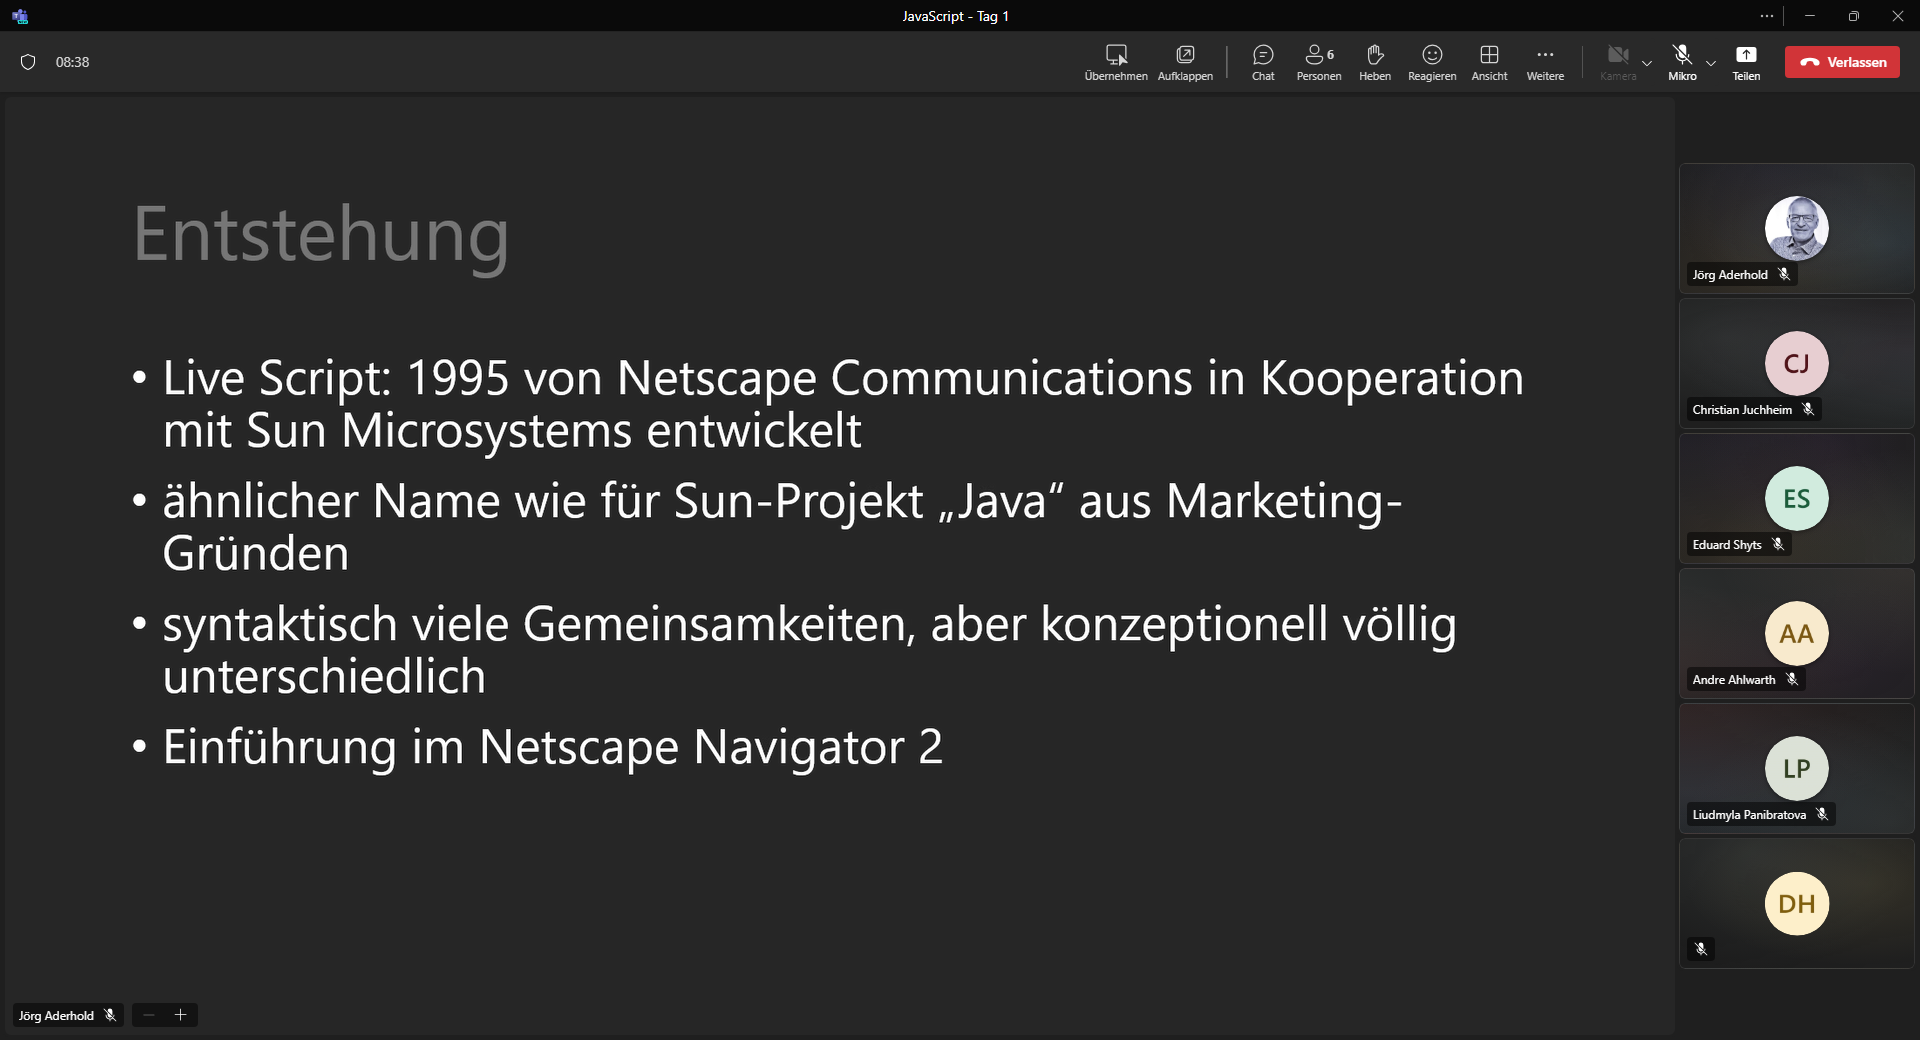 JavaScript - Tag 1
08:38
Übernehmen
Aufklappen
Chat
6
Personen
Heben
Reagieren
Ansicht
Weitere
Kamera
Mikro
Teilen
Verlassen
Entstehung
• Live Script: 1995 von Netscape Communications in Kooperation
mit Sun Microsystems entwickelt
• ähnlicher Name wie für Sun-Projekt „Java“ aus Marketing-
Gründen
• syntaktisch viele Gemeinsamkeiten, aber konzeptionell völlig
unterschiedlich
• Einführung im Netscape Navigator 2
Jörg Aderhold
CJ
Christian Juchheim
ES
Eduard Shyts
AA
Andre Ahlwarth
LP
Liudmyla Panibratova
DH
Jörg Aderhold